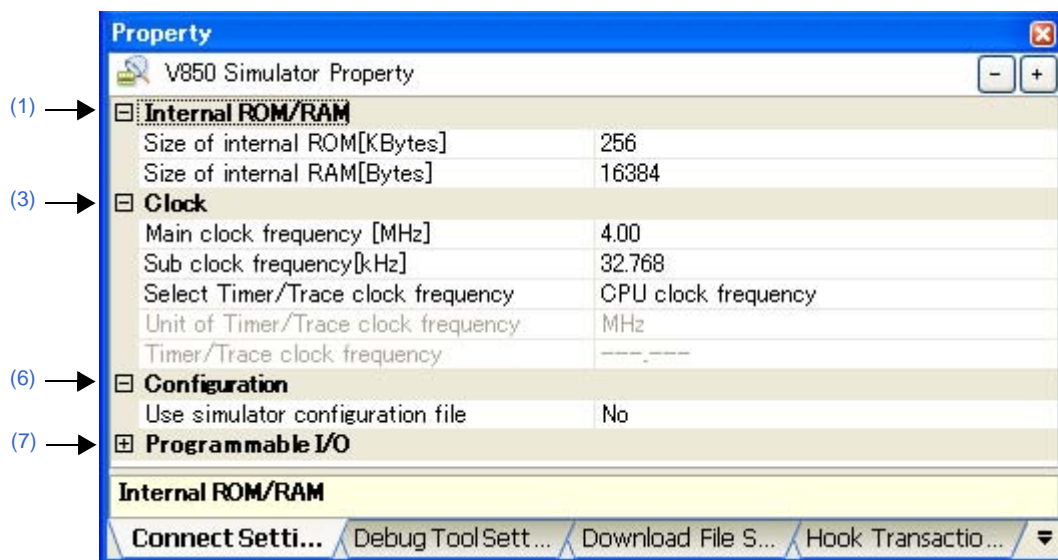 Property
V850 Simulator Property
- +
(1) Internal ROM/RAM
Size of internal ROM[KBytes] 256
Size of internal RAM[Bytes] 16384
(3) Clock
Main clock frequency [MHz] 4.00
Sub clock frequency[kHz] 32.768
Select Timer/Trace clock frequency CPU clock frequency
Unit of Timer/Trace clock frequency MHz
Timer/Trace clock frequency ---.---
(6) Configuration
Use simulator configuration file No
(7) Programmable I/O
Internal ROM/RAM
Connect Setti... Debug Tool Sett... Download File S... Hook Transactio...